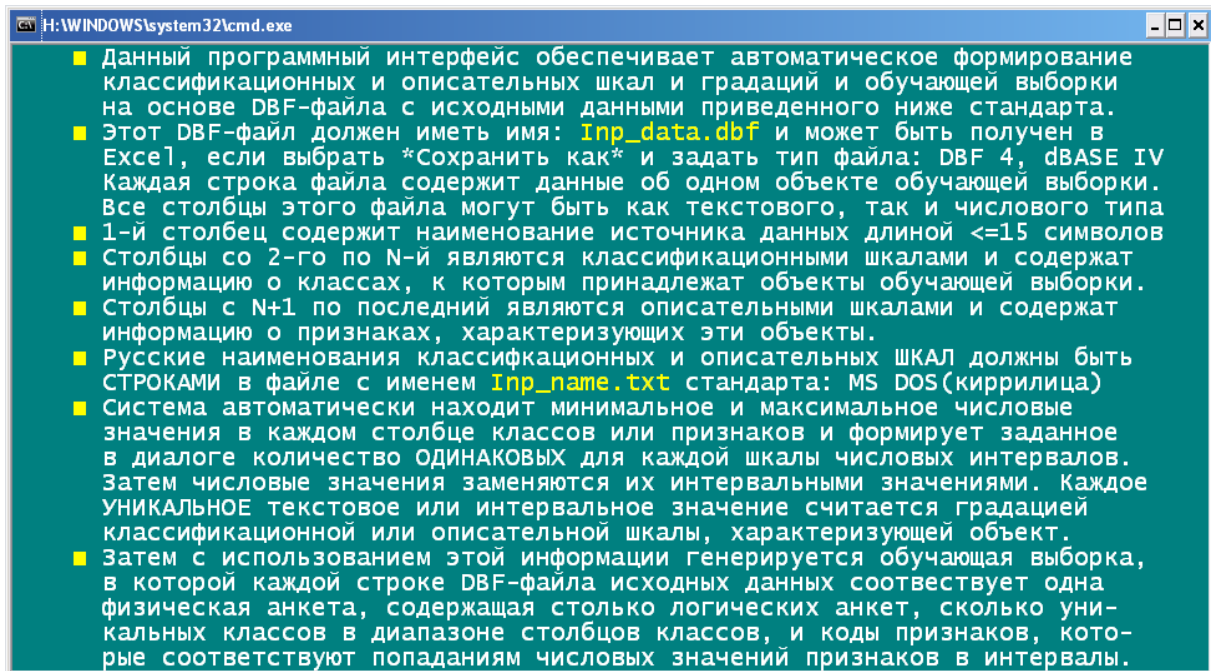 H:\WINDOWS\system32\cmd.exe
Данный программный интерфейс обеспечивает автоматическое формирование
классификационных и описательных шкал и градаций и обучающей выборки
на основе DBF-файла с исходными данными приведенного ниже стандарта.
Этот DBF-файл должен иметь имя: Inp_data.dbf и может быть получен в
Excel, если выбрать *Сохранить как* и задать тип файла: DBF 4, dBASE IV
Каждая строка файла содержит данные об одном объекте обучающей выборки.
Все столбцы этого файла могут быть как текстового, так и числового типа
1-й столбец содержит наименование источника данных длиной <=15 символов
Столбцы со 2-го по N-й являются классификационными шкалами и содержат
информацию о классах, к которым принадлежат объекты обучающей выборки.
Столбцы с N+1 по последний являются описательными шкалами и содержат
информацию о признаках, характеризующих эти объекты.
Русские наименования классифкационных и описательных ШКАЛ должны быть
СТРОКАМИ в файле с именем Inp_name.txt стандарта: MS DOS(киррилица)
Система автоматически находит минимальное и максимальное числовые
значения в каждом столбце классов или признаков и формирует заданное
в диалоге количество ОДИНАКОВЫХ для каждой шкалы числовых интервалов.
Затем числовые значения заменяются их интервальными значениями. Каждое
УНИКАЛЬНОЕ текстовое или интервальное значение считается градацией
классификационной или описательной шкалы, характеризующей объект.
Затем с использованием этой информации генерируется обучающая выборка,
в которой каждой строке DBF-файла исходных данных соотвествует одна
физическая анкета, содержащая столько логических анкет, сколько уни-
кальных классов в диапазоне столбцов классов, и коды признаков, кото-
рые соответствуют попаданиям числовых значений признаков в интервалы.